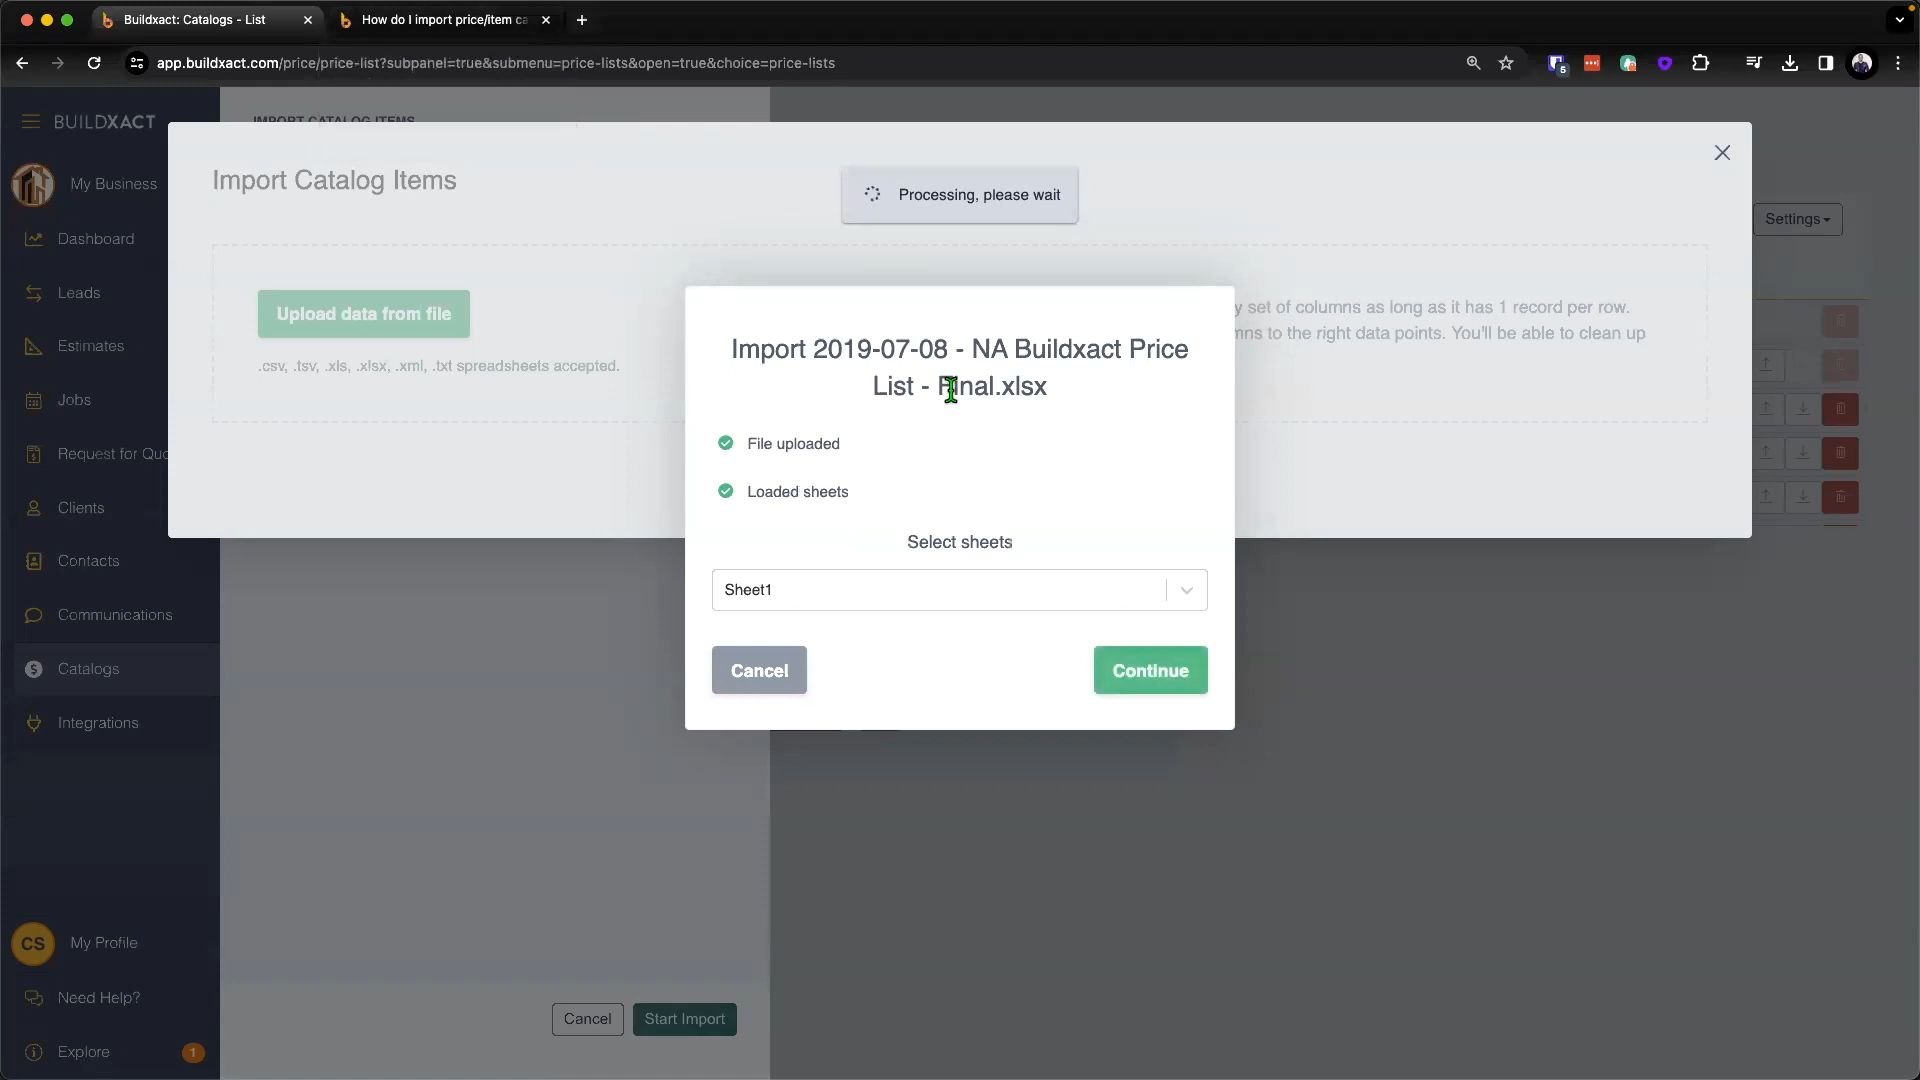 Buildxact: Catalogs - List
How do I import price/item ca
app.buildxact.com/price/price-list?subpanel=true&submenu=price-lists&open=true&choice=price-lists
6
BUILDXACT
My Business
Dashboard
Leads
Estimates
Jobs
Request for Quo
Clients
Contacts
Communications
Catalogs
Integrations
CS
My Profile
Need Help?
Explore
1
IMPORT CATALOG ITEMS
Import Catalog Items
Processing, please wait
Settings
Upload data from file
.csv, .tsv, .xls, .xlsx, .xml, .txt spreadsheets accepted.
y set of columns as long as it has 1 record per row.
mns to the right data points. You'll be able to clean up
Import 2019-07-08 - NA Buildxact Price
List - Final.xlsx
File uploaded
Loaded sheets
Select sheets
Sheet1
Cancel
Continue
Cancel
Start Import